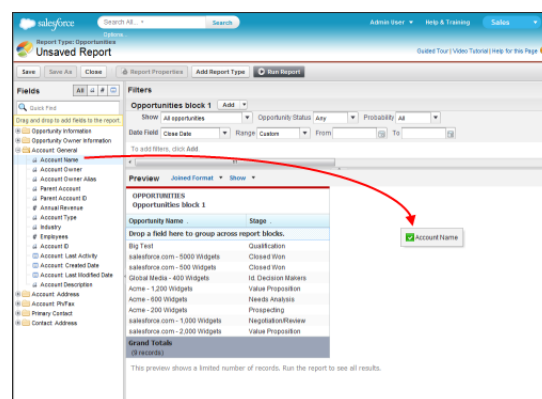 salesforce
Search All...
Search
Options
Admin User
Help & Training
Sales
Report Type: Opportunities
Unsaved Report
Guided Tour | Video Tutorial | Help for this Page
Save
Save As
Close
Report Properties
Add Report Type
Run Report
Fields
All
Quick Find
Drag and drop to add fields to the report.
Opportunity Information
Opportunity Owner Information
Account: General
Account Name
Account Owner
Account Owner Alias
Parent Account
Parent Account ID
Annual Revenue
Account Type
Industry
Employees
Account ID
Account: Last Activity
Account: Created Date
Account: Last Modified Date
Account: Description
Account: Address
Account: Ph/Fax
Primary Contact
Contact: Address
Filters
Opportunities block 1 Add
Show All opportunities Opportunity Status Any Probability All
Date Field Close Date Range Custom From To
To add filters, click Add.
Preview Joined Format Show
OPPORTUNITIES
Opportunities block 1
Opportunity Name Stage
Drop a field here to group across report blocks.
Big Test Qualification
salesforce.com - 5000 Widgets Closed Won
salesforce.com - 500 Widgets Closed Won
Global Media - 400 Widgets Id. Decision Makers
Acme - 1,200 Widgets Value Proposition
Acme - 600 Widgets Needs Analysis
Acme - 200 Widgets Prospecting
salesforce.com - 1,000 Widgets Negotiation/Review
salesforce.com - 2,000 Widgets Value Proposition
Grand Totals
(9 records)
Account Name
This preview shows a limited number of records. Run the report to see all results.